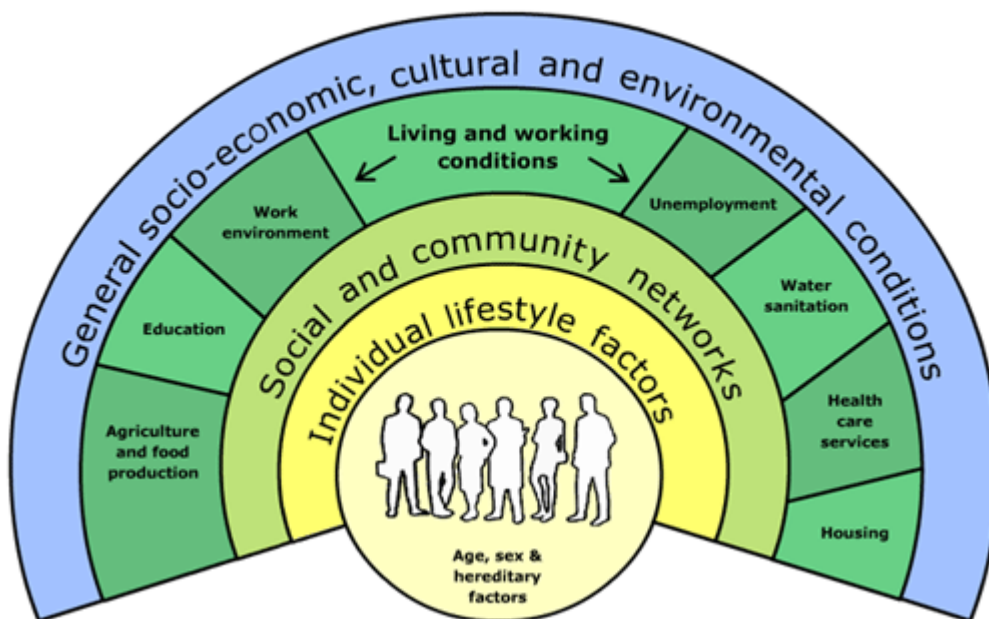 General socio-economic, cultural and environmental conditions
Living and working
conditions
Work
environment
Unemployment
Education
Water
sanitation
Agriculture
and food
production
Health
care
services
Housing
Social and community networks
Individual lifestyle factors
Age, sex &
hereditary
factors